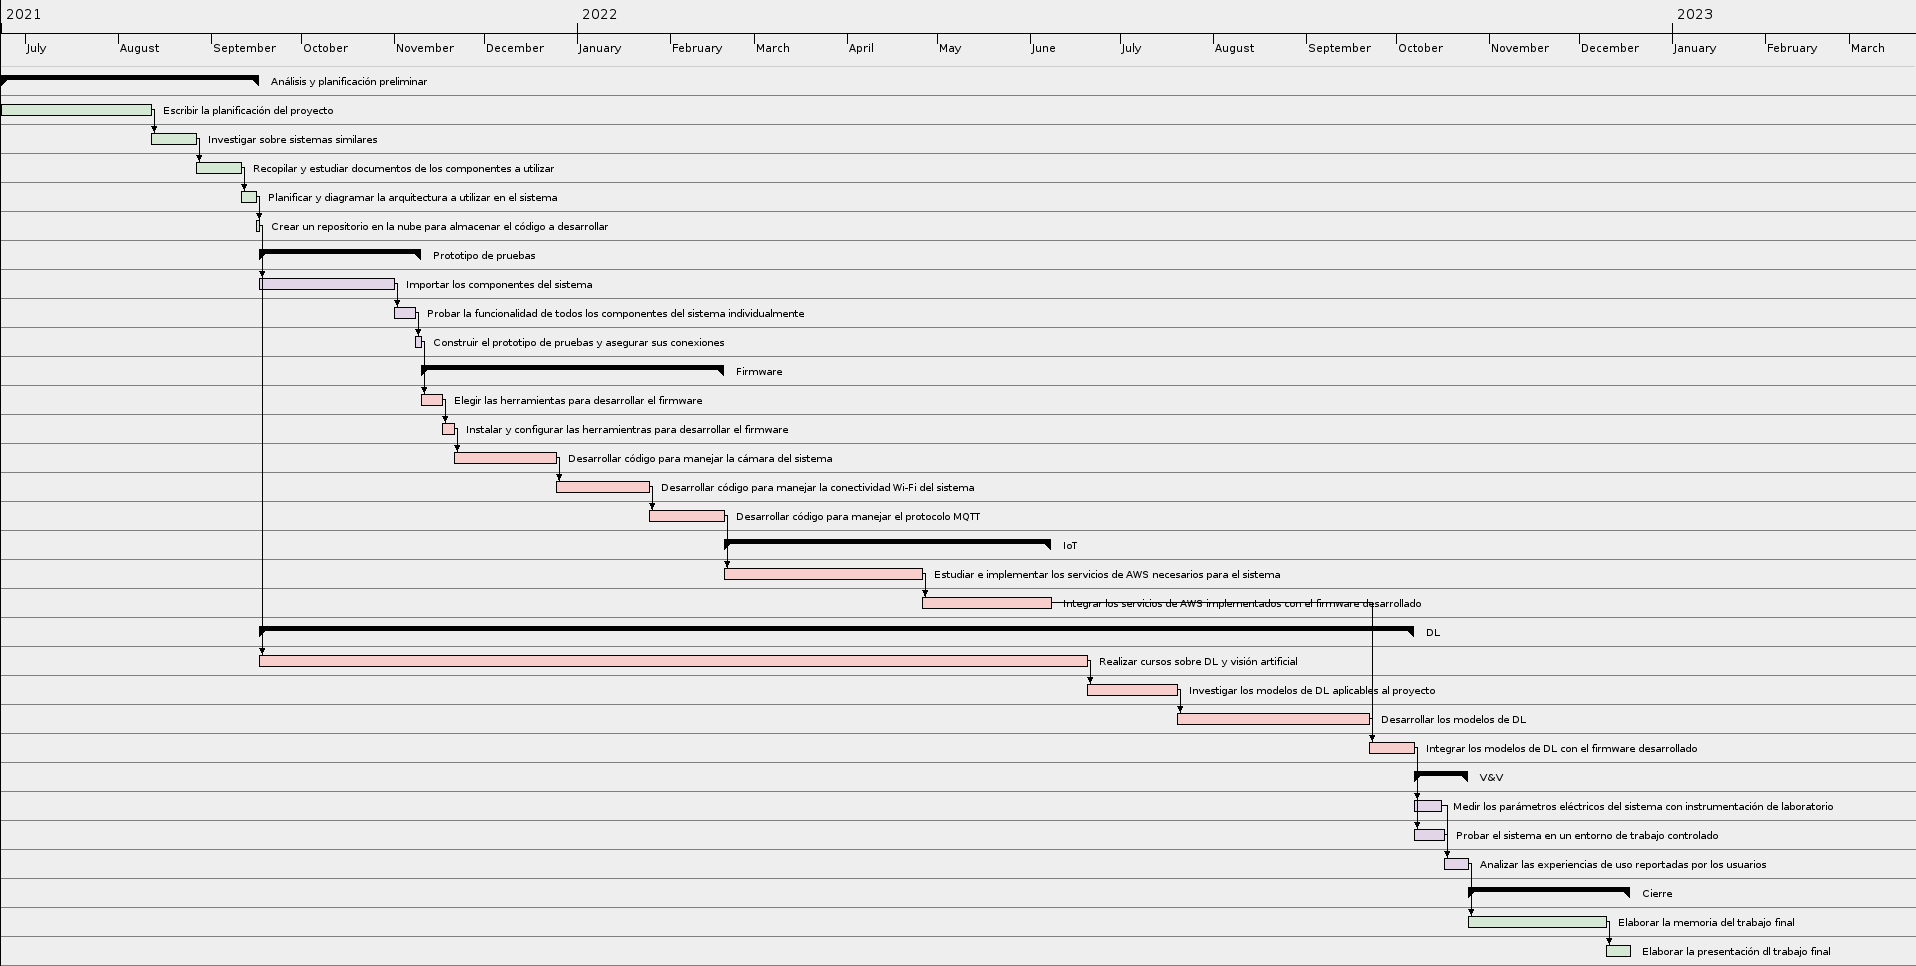 2021 2022 2023
July August September October November December January February March April May June July August September October November December January February March
Análisis y planificación preliminar
Escribir la planificación del proyecto
Investigar sobre sistemas similares
Recopilar y estudiar documentos de los componentes a utilizar
Planificar y diagramar la arquitectura a utilizar en el sistema
Crear un repositorio en la nube para almacenar el código a desarrollar
Prototipo de pruebas
Importar los componentes del sistema
Probar la funcionalidad de todos los componentes del sistema individualmente
Construir el prototipo de pruebas y asegurar sus conexiones
Firmware
Elegir las herramientas para desarrollar el firmware
Instalar y configurar las herramientras para desarrollar el firmware
Desarrollar código para manejar la cámara del sistema
Desarrollar código para manejar la conectividad Wi-Fi del sistema
Desarrollar código para manejar el protocolo MQTT
IoT
Estudiar e implementar los servicios de AWS necesarios para el sistema
Integrar los servicios de AWS implementados con el firmware desarrollado
DL
Realizar cursos sobre DL y visión artificial
Investigar los modelos de DL aplicables al proyecto
Desarrollar los modelos de DL
Integrar los modelos de DL con el firmware desarrollado
V&V
Medir los parámetros eléctricos del sistema con instrumentación de laboratorio
Probar el sistema en un entorno de trabajo controlado
Analizar las experiencias de uso reportadas por los usuarios
Cierre
Elaborar la memoria del trabajo final
Elaborar la presentación dl trabajo final